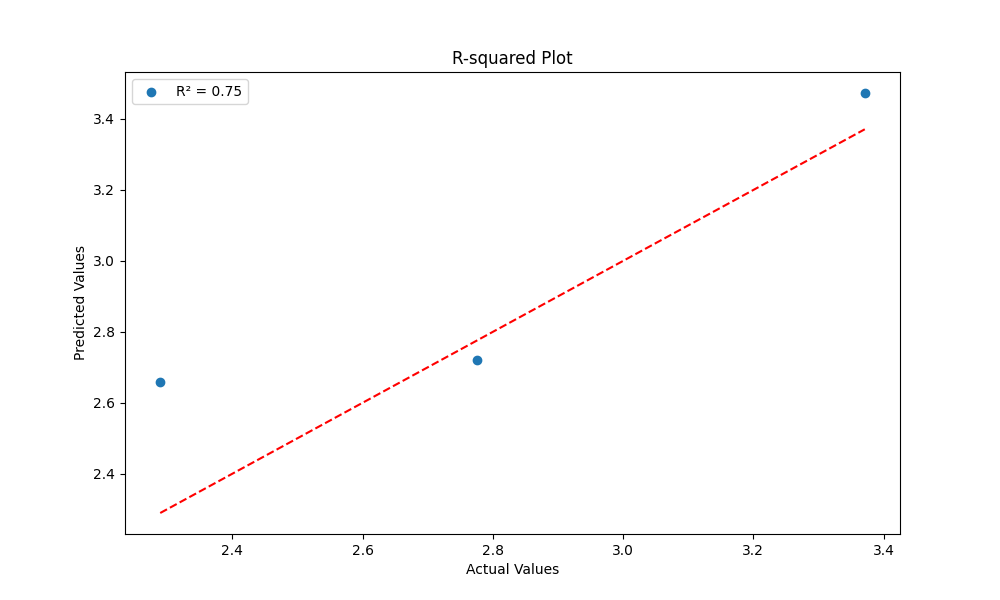 R-squared Plot
R² = 0.75
3.4
3.2
3.0
2.8
2.6
2.4
Predicted Values
2.4 2.6 2.8 3.0 3.2 3.4
Actual Values